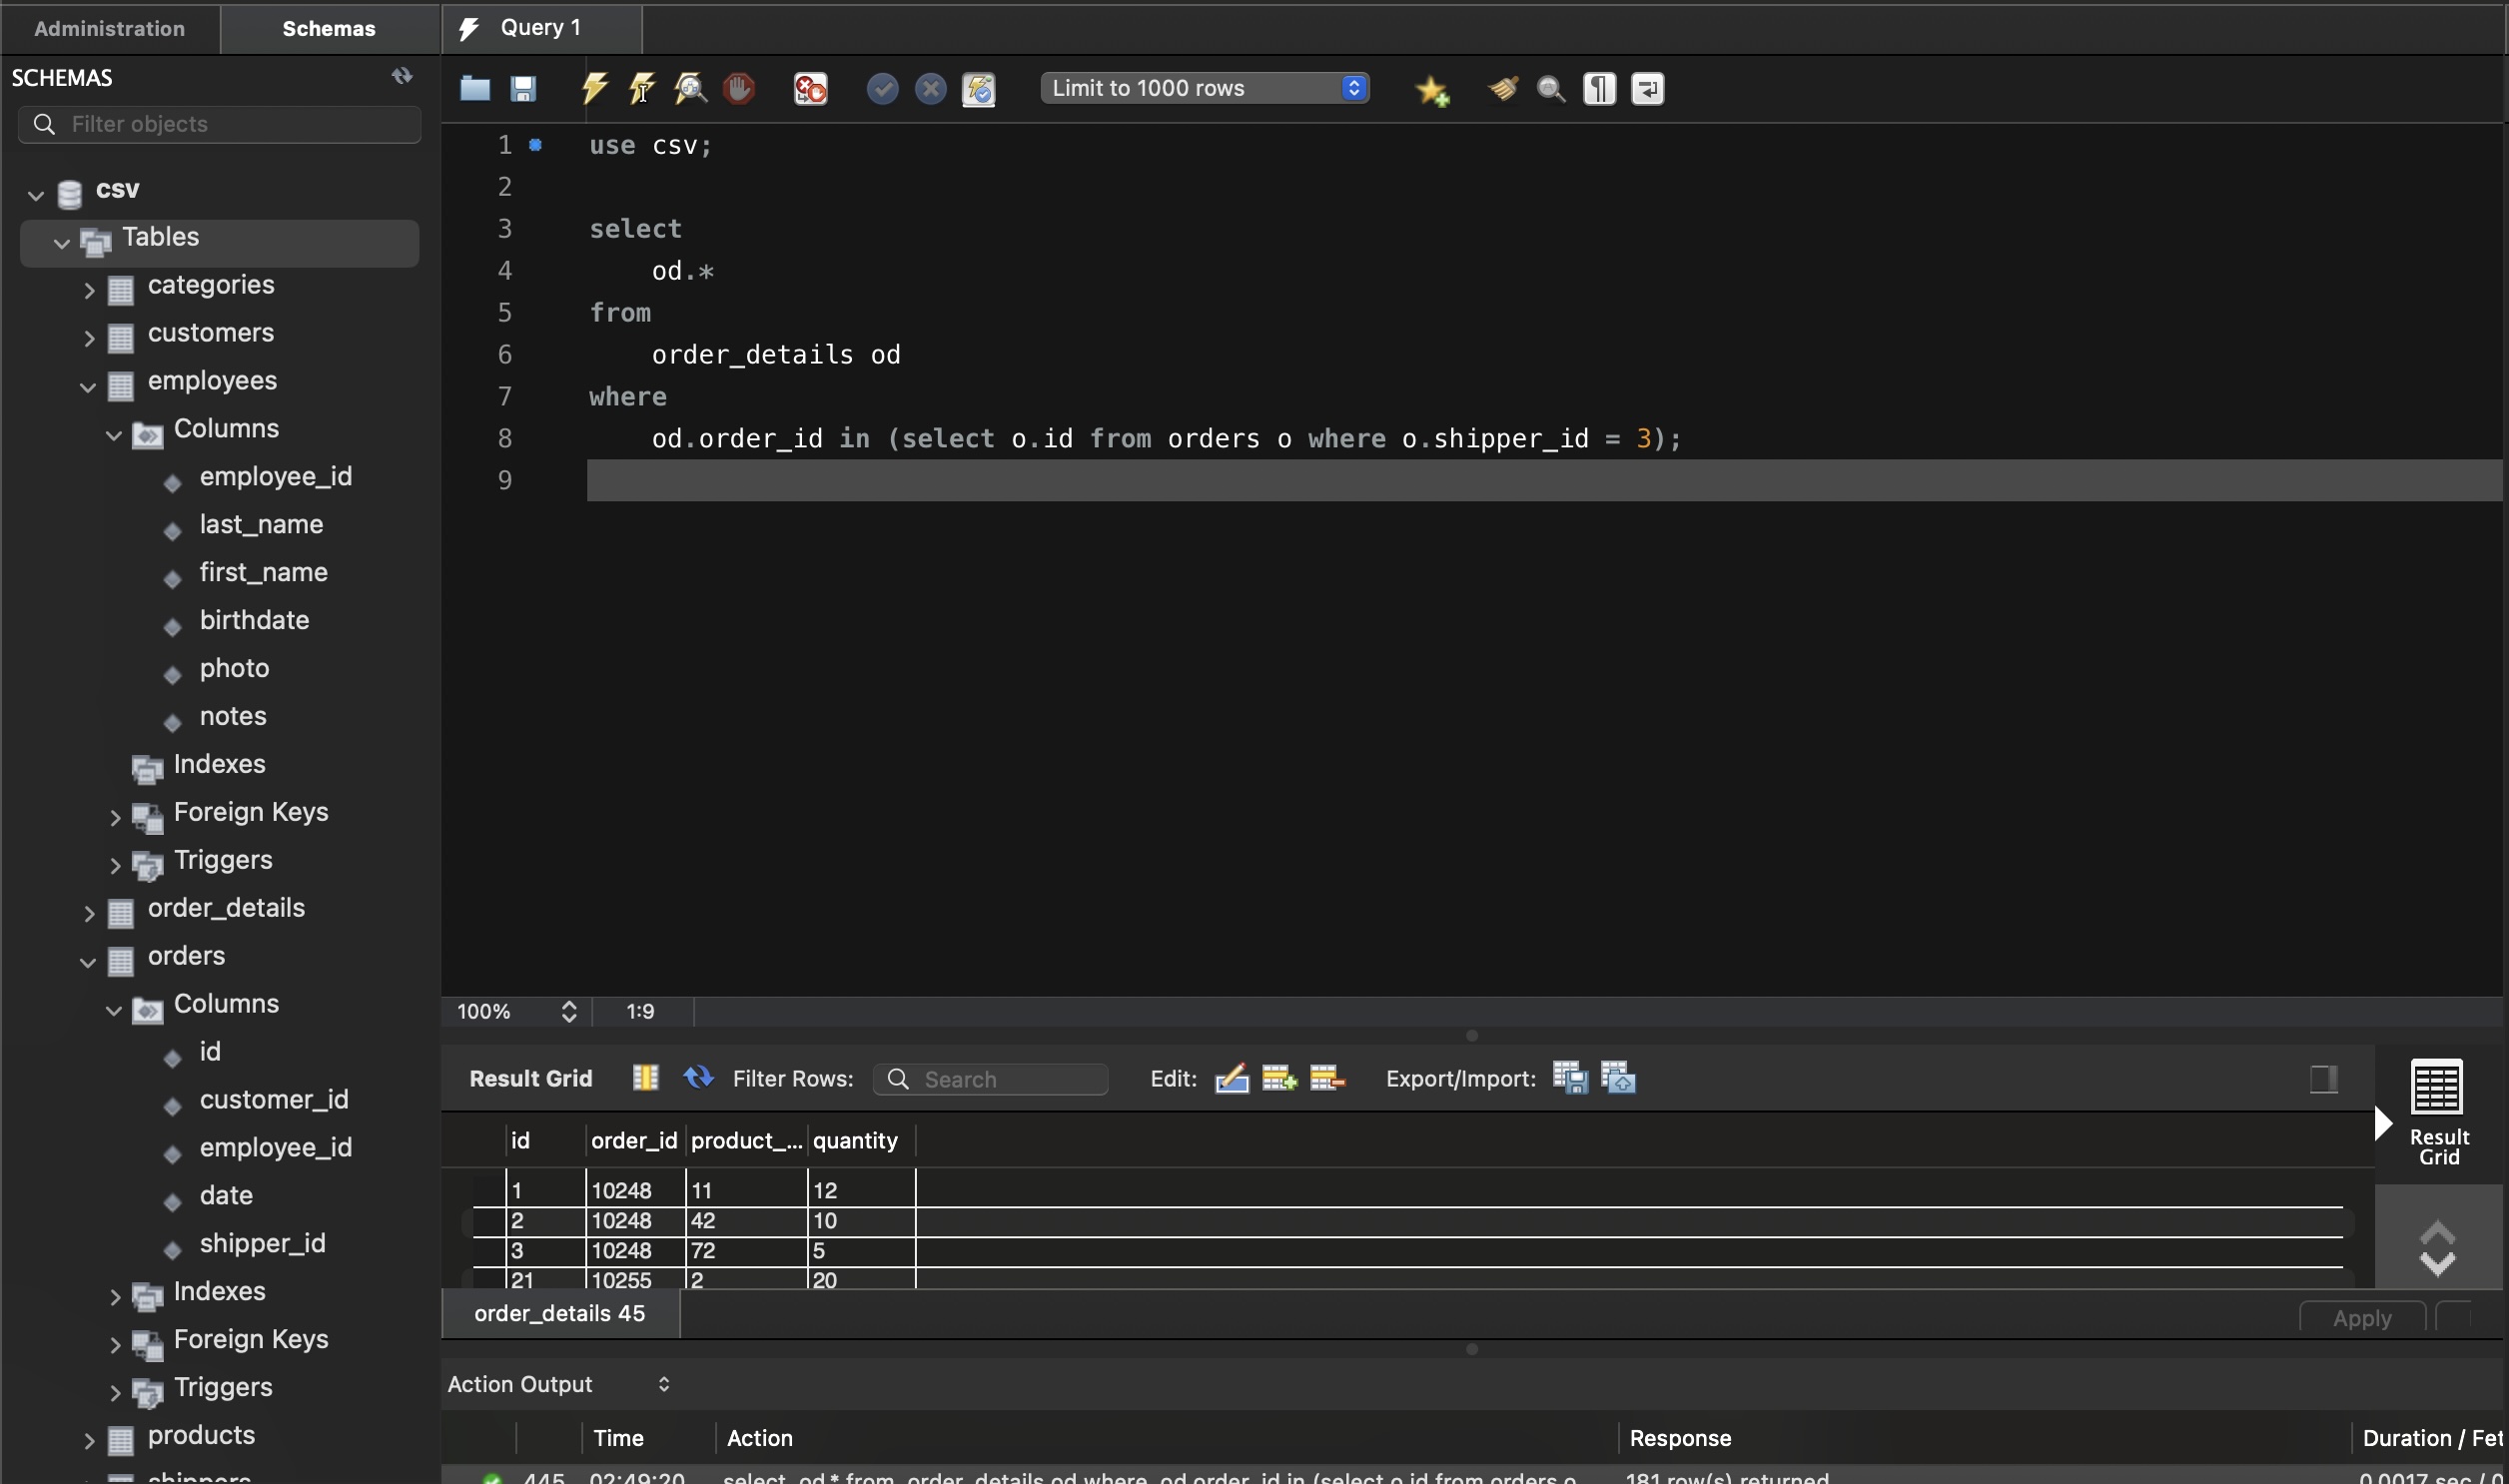 Administration
Schemas
Query 1
SCHEMAS
Filter objects
csv
Tables
categories
customers
employees
Columns
employee_id
last_name
first_name
birthdate
photo
notes
Indexes
Foreign Keys
Triggers
order_details
orders
Columns
id
customer_id
employee_id
date
shipper_id
Indexes
Foreign Keys
Triggers
products
shippers
Limit to 1000 rows
1 use csv;
2
3 select
4 od.*
5 from
6 order_details od
7 where
8 od.order_id in (select o.id from orders o where o.shipper_id = 3);
9
100% 1:9
Result Grid Filter Rows: Search Edit: Export/Import:
id order_id product_... quantity
1 10248 11 12
2 10248 42 10
3 10248 72 5
21 10255 2 20
Result
Grid
order_details 45
Apply
Action Output
Time Action Response Duration / Fet
445 02:49:20 select od.* from order_details od where od.order_id in (select o.id from orders o 181 row(s) returned 0.0017 sec / 0